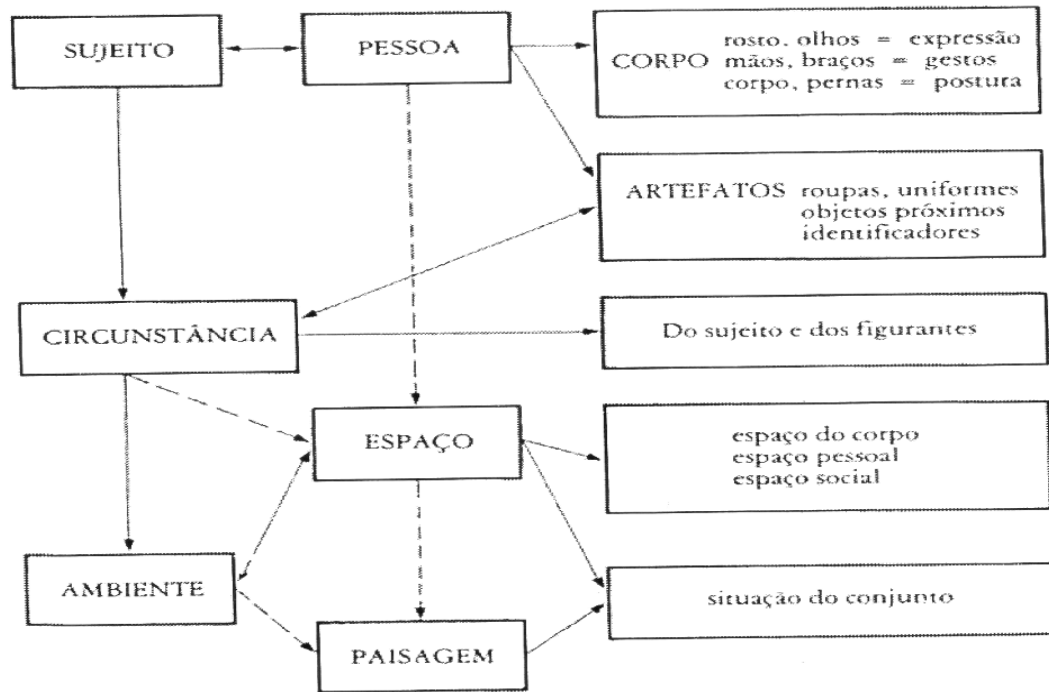 SUJEITO
PESSOA
CORPO rosto, olhos = expressão
mãos, braços = gestos
corpo, pernas = postura
ARTEFATOS roupas, uniformes
objetos próximos
identificadores
CIRCUNSTÂNCIA
Do sujeito e dos figurantes
ESPAÇO
espaço do corpo
espaço pessoal
espaço social
AMBIENTE
situação do conjunto
PAISAGEM